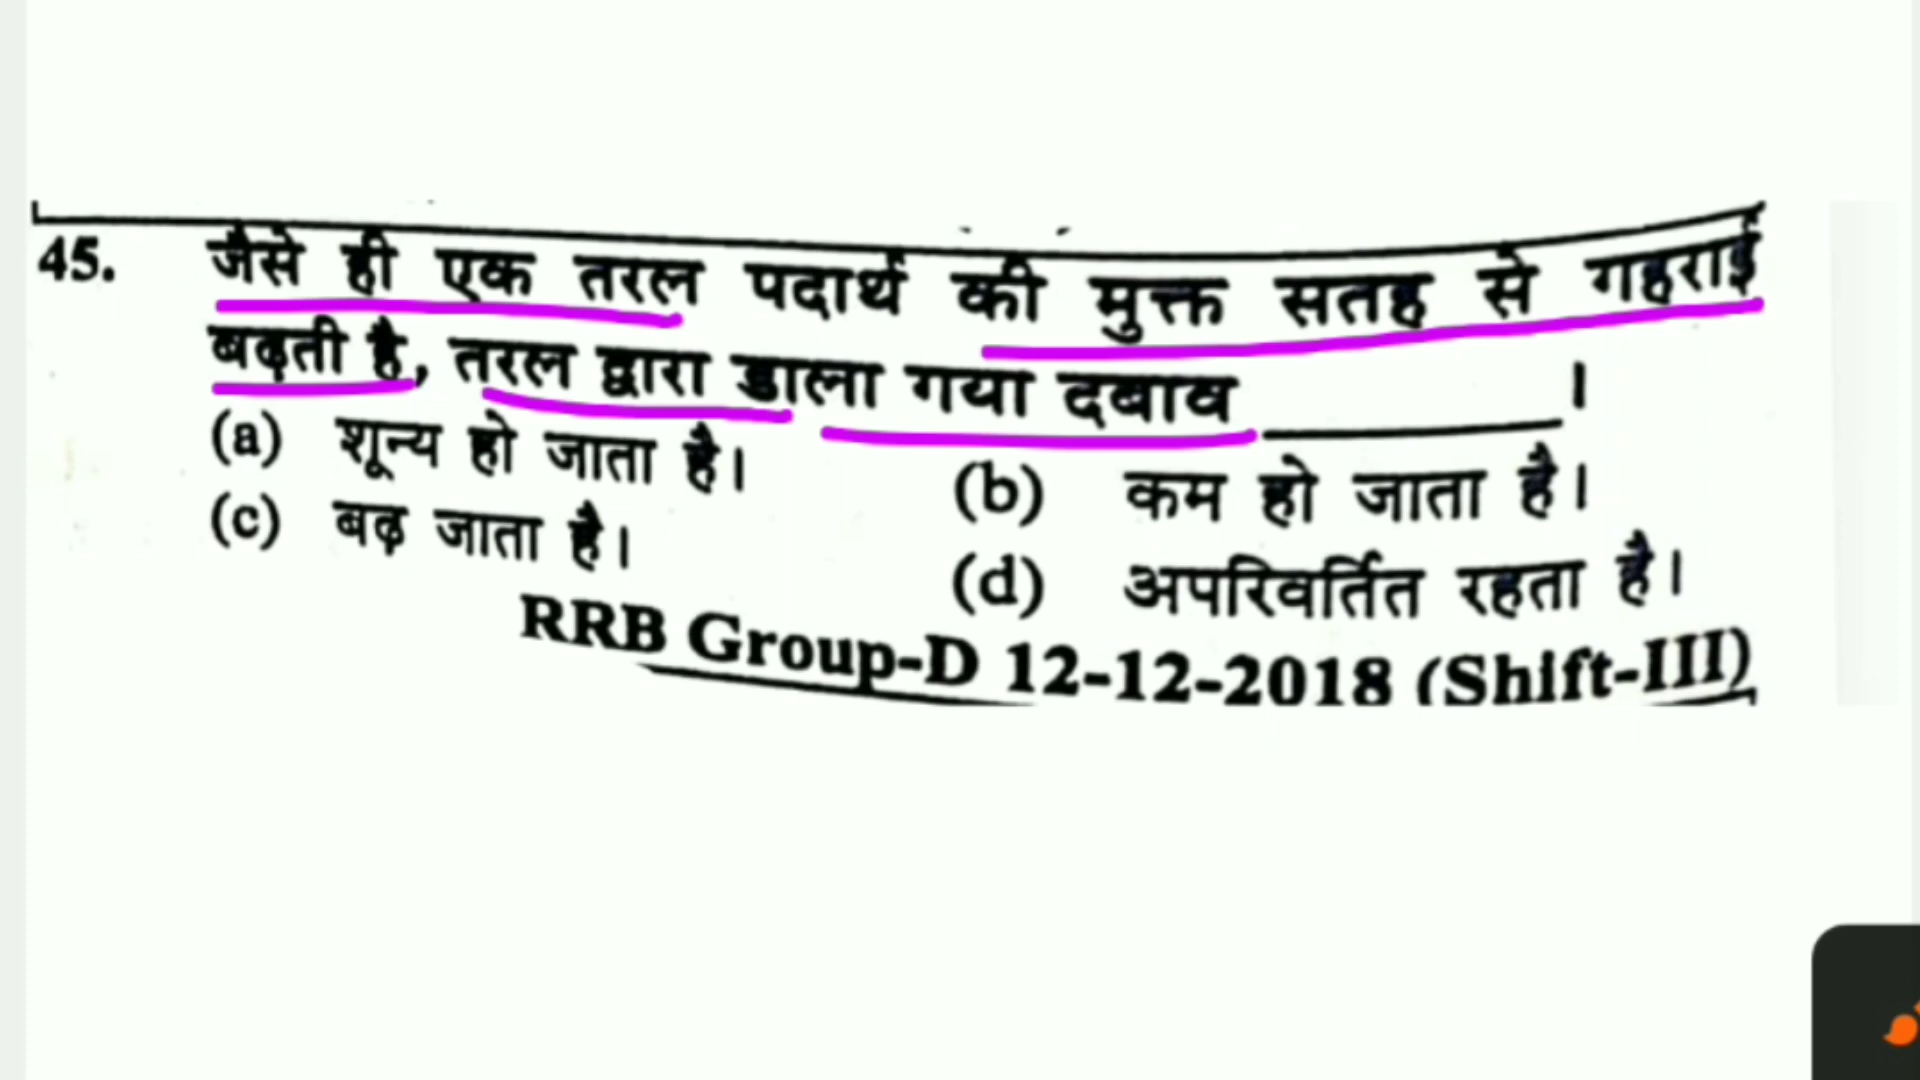 45. जैसे ही एक तरल पदार्थ की मुक्त सतह से गहराई
बढ़ती है, तरल द्वारा डाला गया दबाव __________ ।
(a) शून्य हो जाता है। (b) कम हो जाता है।
(c) बढ़ जाता है। (d) अपरिवर्तित रहता है।
RRB Group-D 12-12-2018 (Shift-III)